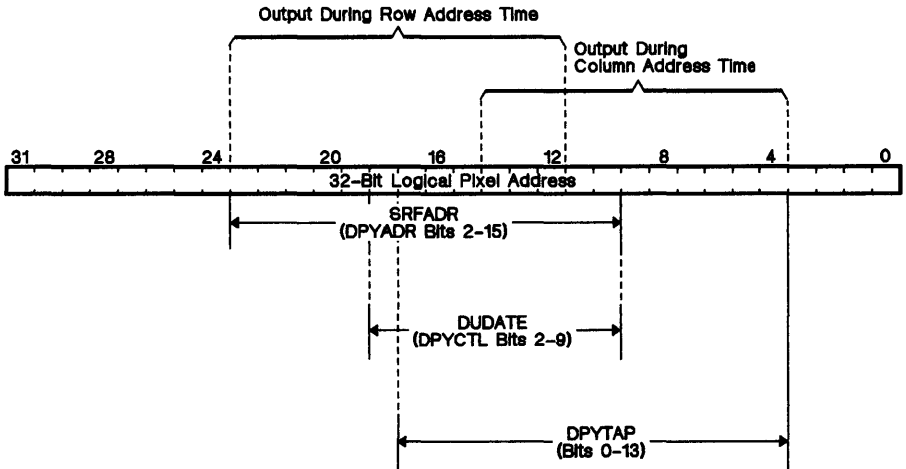 Output During Row Address Time
Output During
Column Address Time
31 28 24 20 16 12 8 4 0
32-Bit Logical Pixel Address
SRFADR
(DPYADR Bits 2-15)
DUDATE
(DPYCTL Bits 2-9)
DPYTAP
(Bits 0-13)